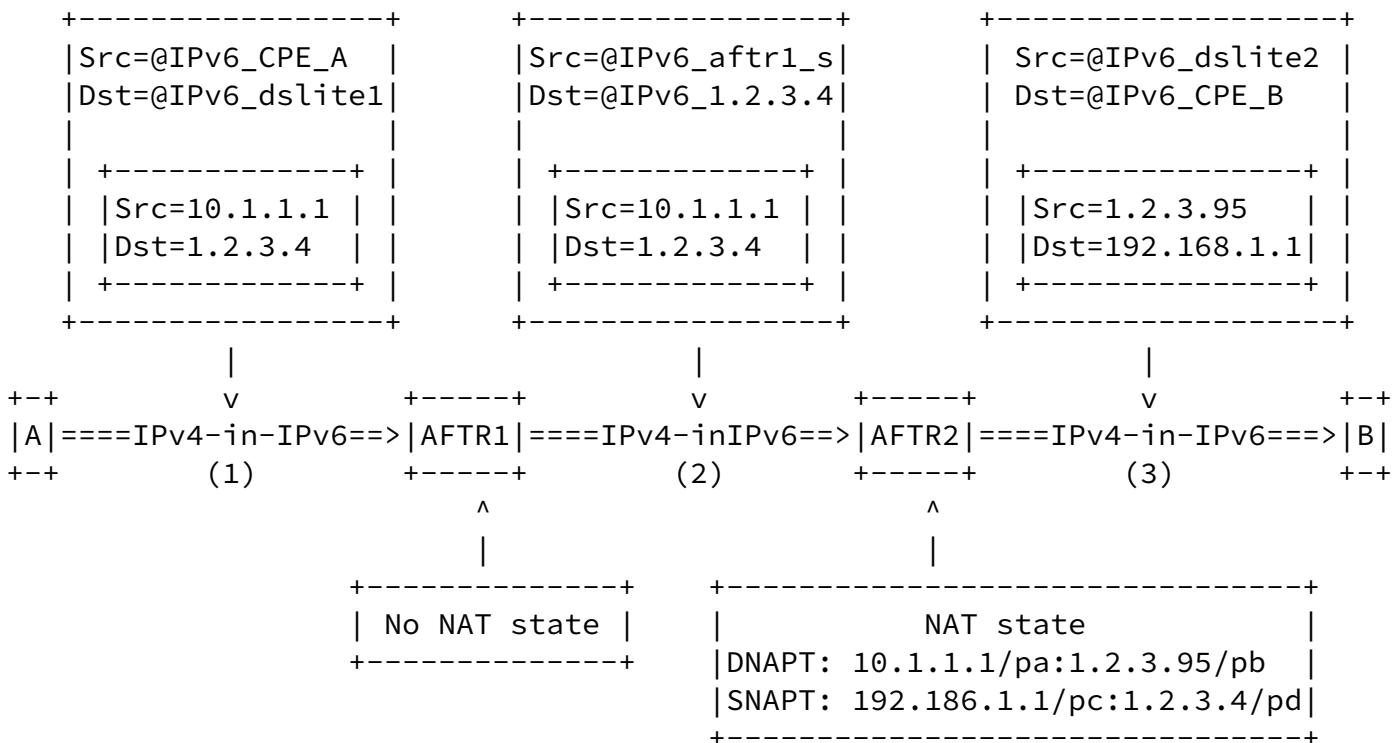 +-----------------+ +-----------------+ +-------------------+
|Src=@IPv6_CPE_A | |Src=@IPv6_aftr1_s| | Src=@IPv6_dslite2 |
|Dst=@IPv6_dslite1| |Dst=@IPv6_1.2.3.4| | Dst=@IPv6_CPE_B |
| | | | | |
| +-------------+ | | +-------------+ | | +---------------+ |
| |Src=10.1.1.1 | | | |Src=10.1.1.1 | | | |Src=1.2.3.95 | |
| |Dst=1.2.3.4 | | | |Dst=1.2.3.4 | | | |Dst=192.168.1.1| |
| +-------------+ | | +-------------+ | | +---------------+ |
+-----------------+ +-----------------+ +-------------------+
| | |
+-+ v +-----+ v +-----+ v +-+
|A|====IPv4-in-IPv6==>|AFTR1|====IPv4-inIPv6==>|AFTR2|====IPv4-in-IPv6===>|B|
+-+ (1) +-----+ (2) +-----+ (3) +-+
^ ^
| |
+--------------+ +-------------------------------+
| No NAT state | | NAT state |
+--------------+ |DNAPT: 10.1.1.1/pa:1.2.3.95/pb |
|SNAPT: 192.186.1.1/pc:1.2.3.4/pd|
+-------------------------------+